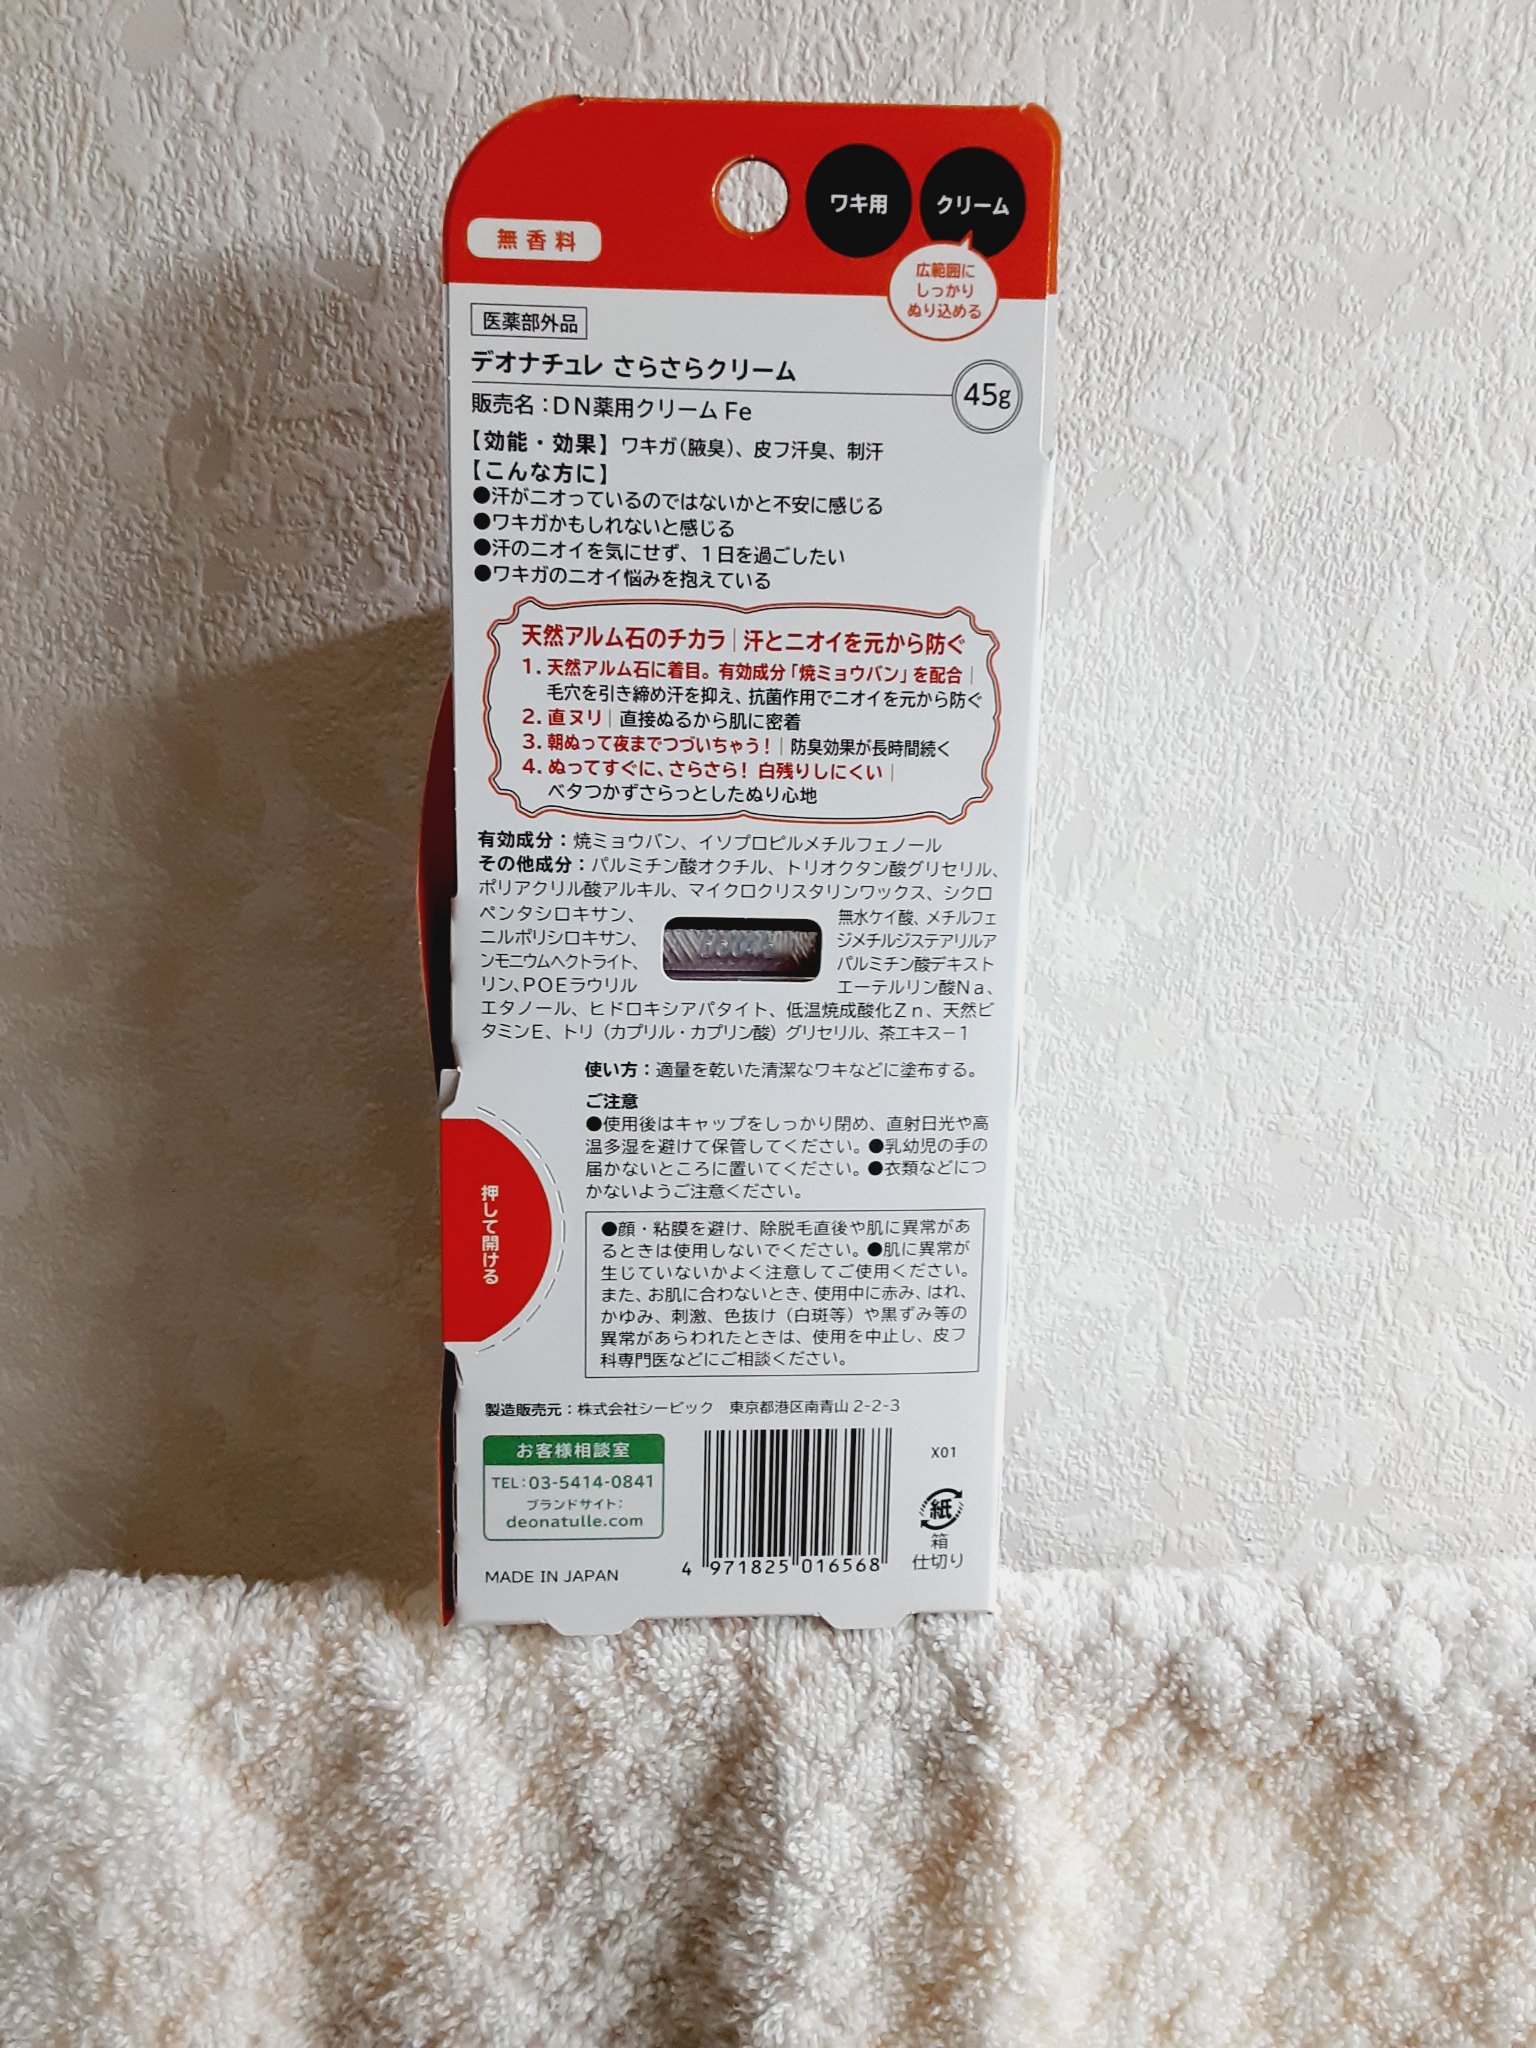 ワキ用
クリーム
無香料
広範囲に
しっかり
ぬり込める
医薬部外品
デオナチュレ さらさらクリーム
45g
販売名：DN薬用クリームFe
【効能・効果】ワキガ(腋臭)、皮フ汗臭、制汗
【こんな方に】
●汗がニオっているのではないかと不安に感じる
●ワキガかもしれないと感じる
●汗のニオイを気にせず、1日を過ごしたい
●ワキガのニオイ悩みを抱えている
天然アルム石のチカラ｜汗とニオイを元から防ぐ
1. 天然アルム石に着目。有効成分「焼ミョウバン」を配合｜
毛穴を引き締め汗を抑え、抗菌作用でニオイを元から防ぐ
2. 直ヌリ｜直接ぬるから肌に密着
3. 朝ぬって夜までつづいちゃう！｜防臭効果が長時間続く
4. ぬってすぐに、さらさら！白残りしにくい｜
ベタつかずさらっとしたぬり心地
有効成分：焼ミョウバン、イソプロピルメチルフェノール
その他成分：パルミチン酸オクチル、トリオクタン酸グリセリル、
ポリアクリル酸アルキル、マイクロクリスタリンワックス、シクロ
ペンタシロキサン、 無水ケイ酸、メチルフェ
ニルポリシロキサン、 ジメチルジステアリルア
ンモニウムヘクトライト、 パルミチン酸デキスト
リン、POEラウリル エーテルリン酸Na、
エタノール、ヒドロキシアパタイト、低温焼成酸化Zn、天然ビ
タミンE、トリ（カプリル・カプリン酸）グリセリル、茶エキス－1
使い方：適量を乾いた清潔なワキなどに塗布する。
ご注意
●使用後はキャップをしっかり閉め、直射日光や高
温多湿を避けて保管してください。●乳幼児の手の
届かないところに置いてください。●衣類などにつ
かないようご注意ください。
押して開ける
●顔・粘膜を避け、除脱毛直後や肌に異常があ
るときは使用しないでください。●肌に異常が
生じていないかよく注意してご使用ください。
また、お肌に合わないとき、使用中に赤み、はれ、
かゆみ、刺激、色抜け（白斑等）や黒ずみ等の
異常があらわれたときは、使用を中止し、皮フ
科専門医などにご相談ください。
製造販売元：株式会社シービック 東京都港区南青山2-2-3
お客様相談室
TEL：03-5414-0841
ブランドサイト：
deonatulle.com
MADE IN JAPAN
4 971825 016568
X01
紙
箱
仕切り